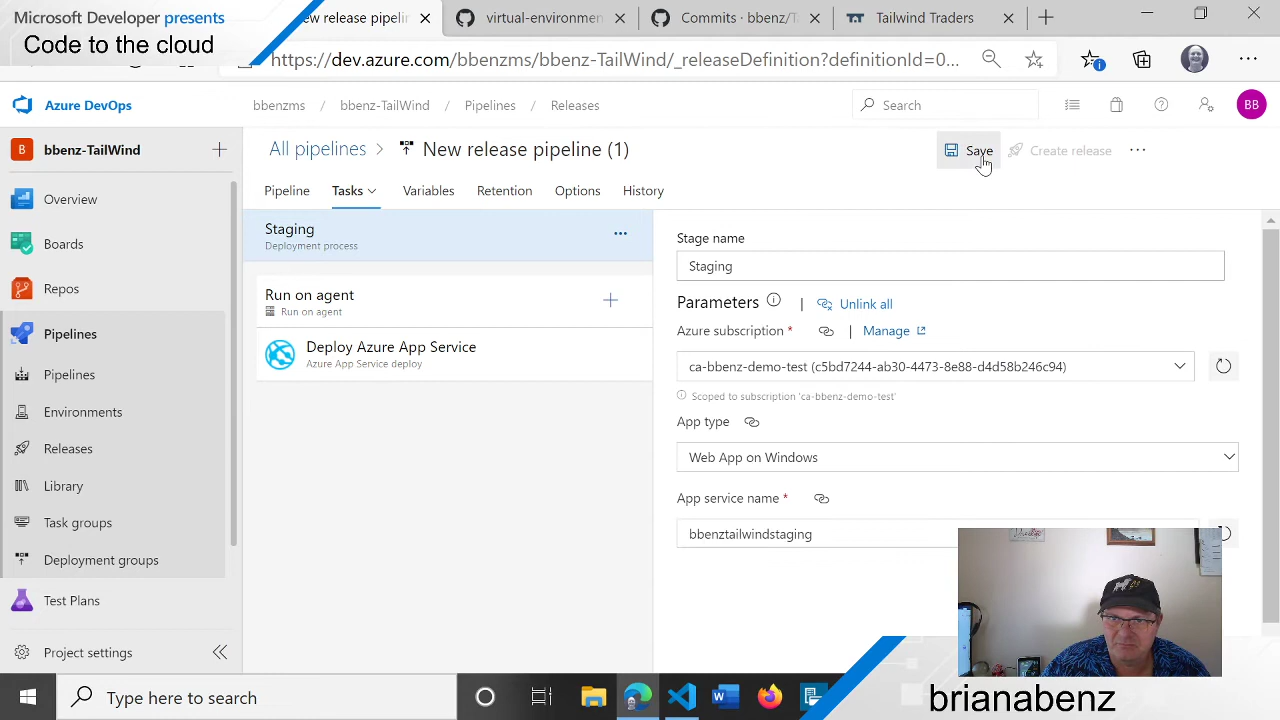 Microsoft Developer presents
Code to the cloud
new release pipelin
virtual-environmen
Commits · bbenz/T
Tailwind Traders
https://dev.azure.com/bbenzms/bbenz-TailWind/_releaseDefinition?definitionId=0...
Azure DevOps
bbenzms / bbenz-TailWind / Pipelines / Releases
Search
BB
B bbenz-TailWind
All pipelines > New release pipeline (1)
Save
Create release
Pipeline Tasks Variables Retention Options History
Overview
Boards
Repos
Pipelines
Pipelines
Environments
Releases
Library
Task groups
Deployment groups
Test Plans
Project settings
Staging
Deployment process
Run on agent
Run on agent
Deploy Azure App Service
Azure App Service deploy
Stage name
Staging
Parameters | Unlink all
Azure subscription * | Manage
ca-bbenz-demo-test (c5bd7244-ab30-4473-8e88-d4d58b246c94)
Scoped to subscription 'ca-bbenz-demo-test'
App type
Web App on Windows
App service name *
bbenztailwindstaging
Type here to search
brianabenz